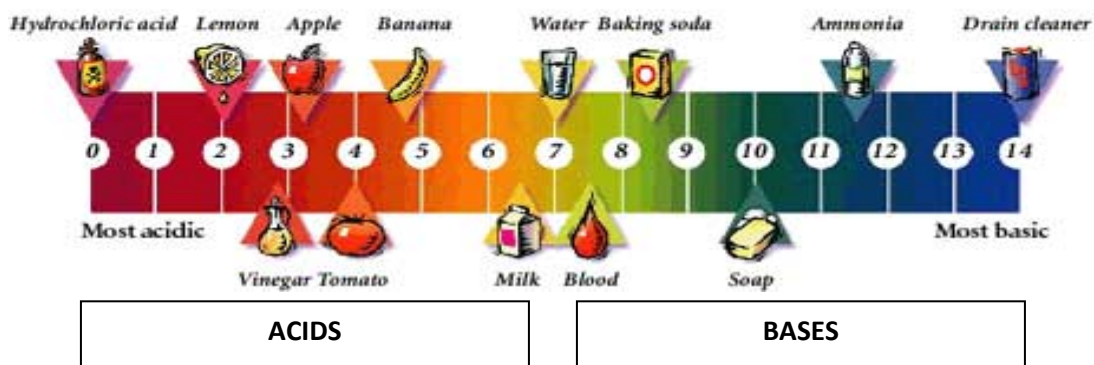 Hydrochloric acid Lemon Apple Banana Water Baking soda Ammonia Drain cleaner
0 1 2 3 4 5 6 7 8 9 10 11 12 13 14
Most acidic Most basic
Vinegar Tomato Milk Blood Soap
ACIDS BASES